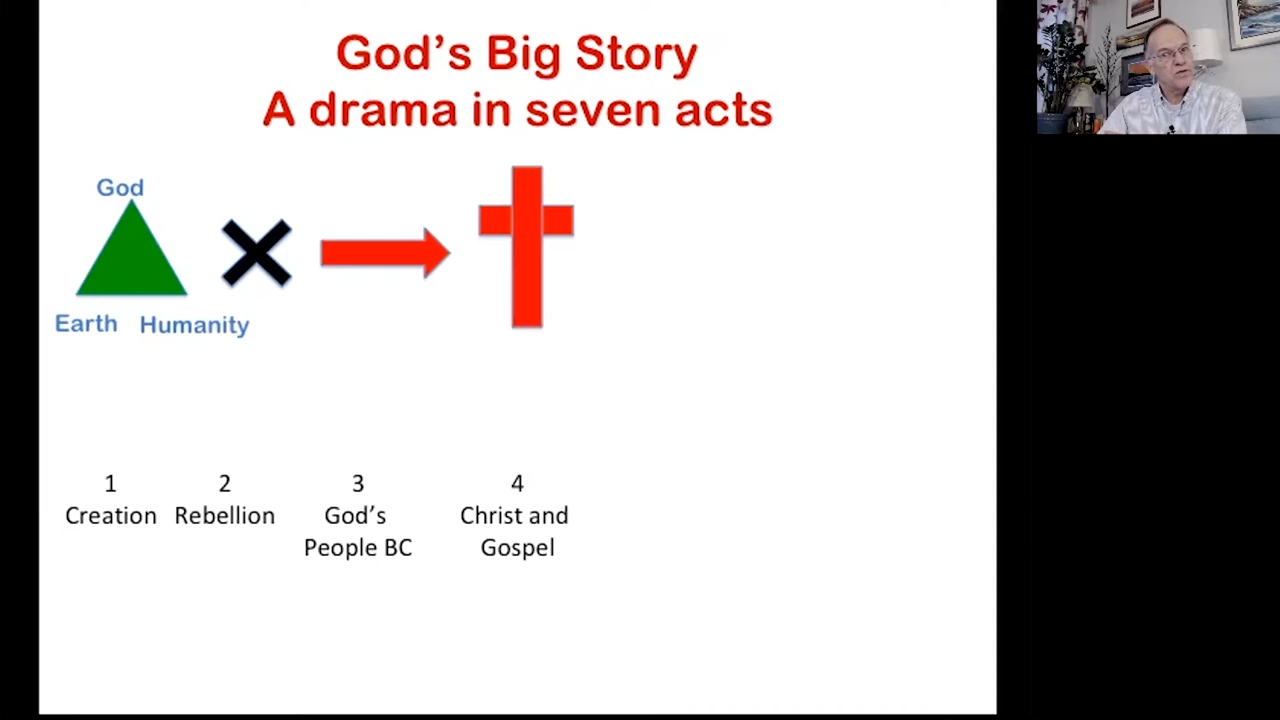 God’s Big Story
A drama in seven acts
God
Earth Humanity
1 2 3 4
Creation Rebellion God’s Christ and
People BC Gospel